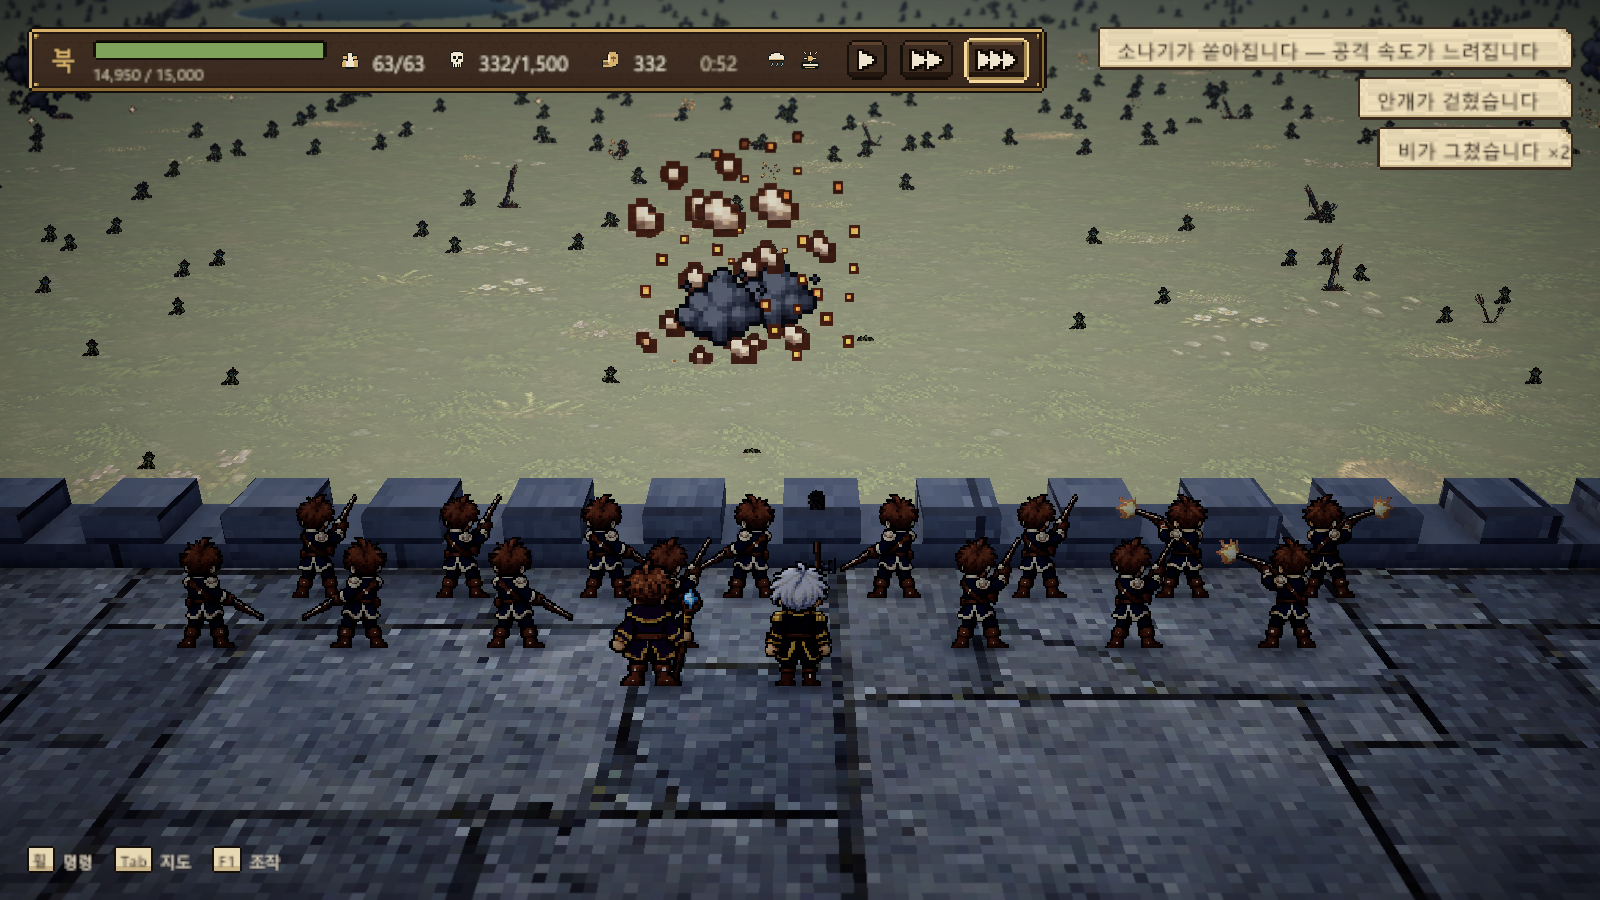 북
14,950 / 15,000
63/63
332/1,500
332
0:52
소나기가 쏟아집니다 — 공격 속도가 느려집니다
안개가 걷혔습니다
비가 그쳤습니다 ×2
휠 명령 Tab 지도 F1 조작